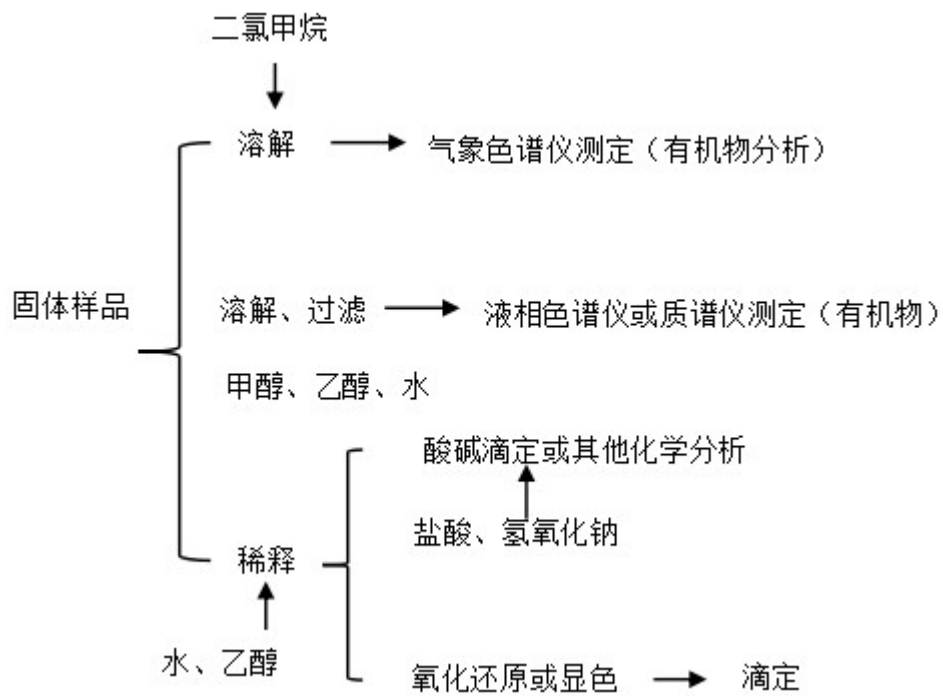 二氯甲烷
溶解
气象色谱仪测定（有机物分析）
固体样品
溶解、过滤
液相色谱仪或质谱仪测定（有机物）
甲醇、乙醇、水
酸碱滴定或其他化学分析
盐酸、氢氧化钠
稀释
水、乙醇
氧化还原或显色
滴定